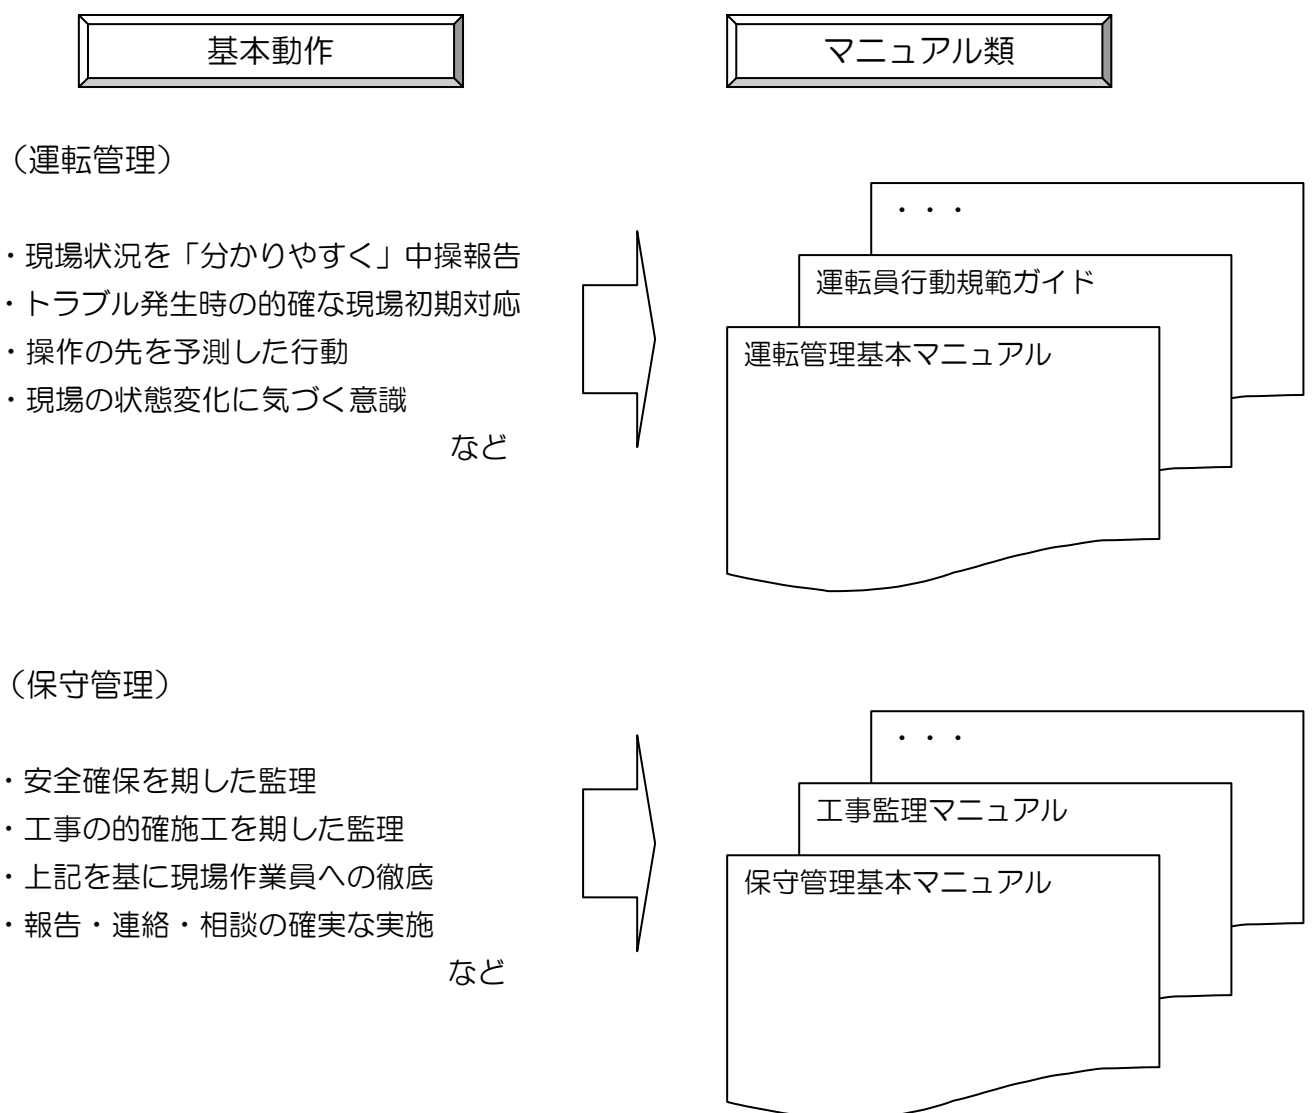 基本動作
マニュアル類
（運転管理）
・現場状況を「分かりやすく」中操報告
・トラブル発生時の的確な現場初期対応
・操作の先を予測した行動
・現場の状態変化に気づく意識
など
・・・
運転員行動規範ガイド
運転管理基本マニュアル
（保守管理）
・安全確保を期した監理
・工事の的確施工を期した監理
・上記を基に現場作業員への徹底
・報告・連絡・相談の確実な実施
など
・・・
工事監理マニュアル
保守管理基本マニュアル